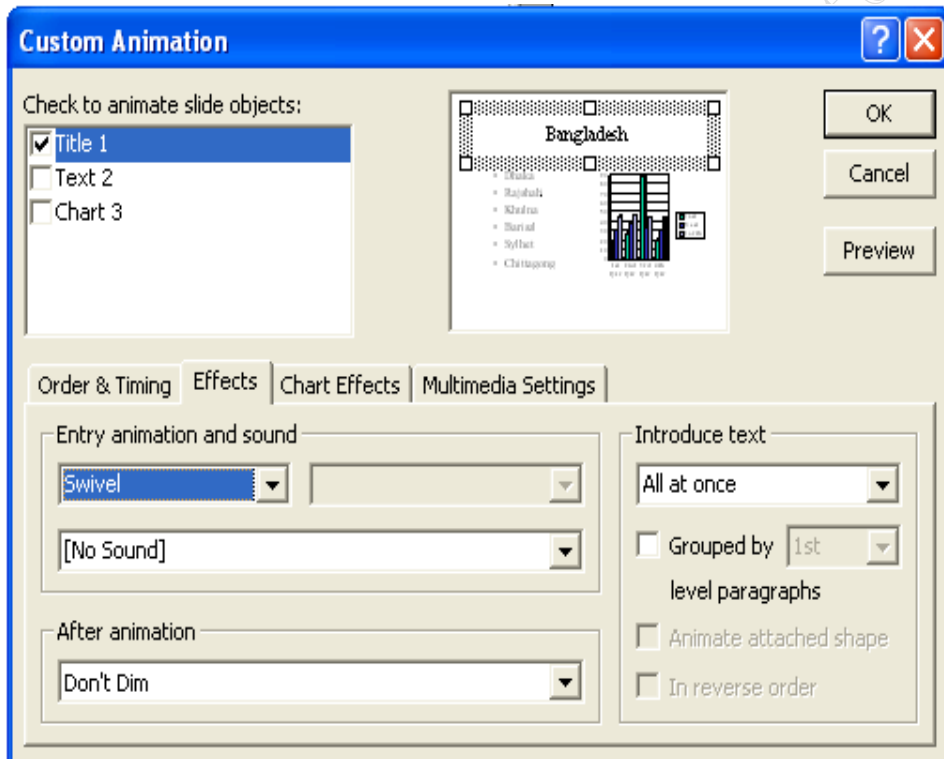 Custom Animation
?
Check to animate slide objects:
Title 1
Text 2
Chart 3
Bangladesh
Dhaka
Rajshahi
Khulna
Barisal
Sylhet
Chittagong
OK
Cancel
Preview
Order & Timing
Effects
Chart Effects
Multimedia Settings
Entry animation and sound
Swivel
[No Sound]
After animation
Don't Dim
Introduce text
All at once
Grouped by 1st
level paragraphs
Animate attached shape
In reverse order